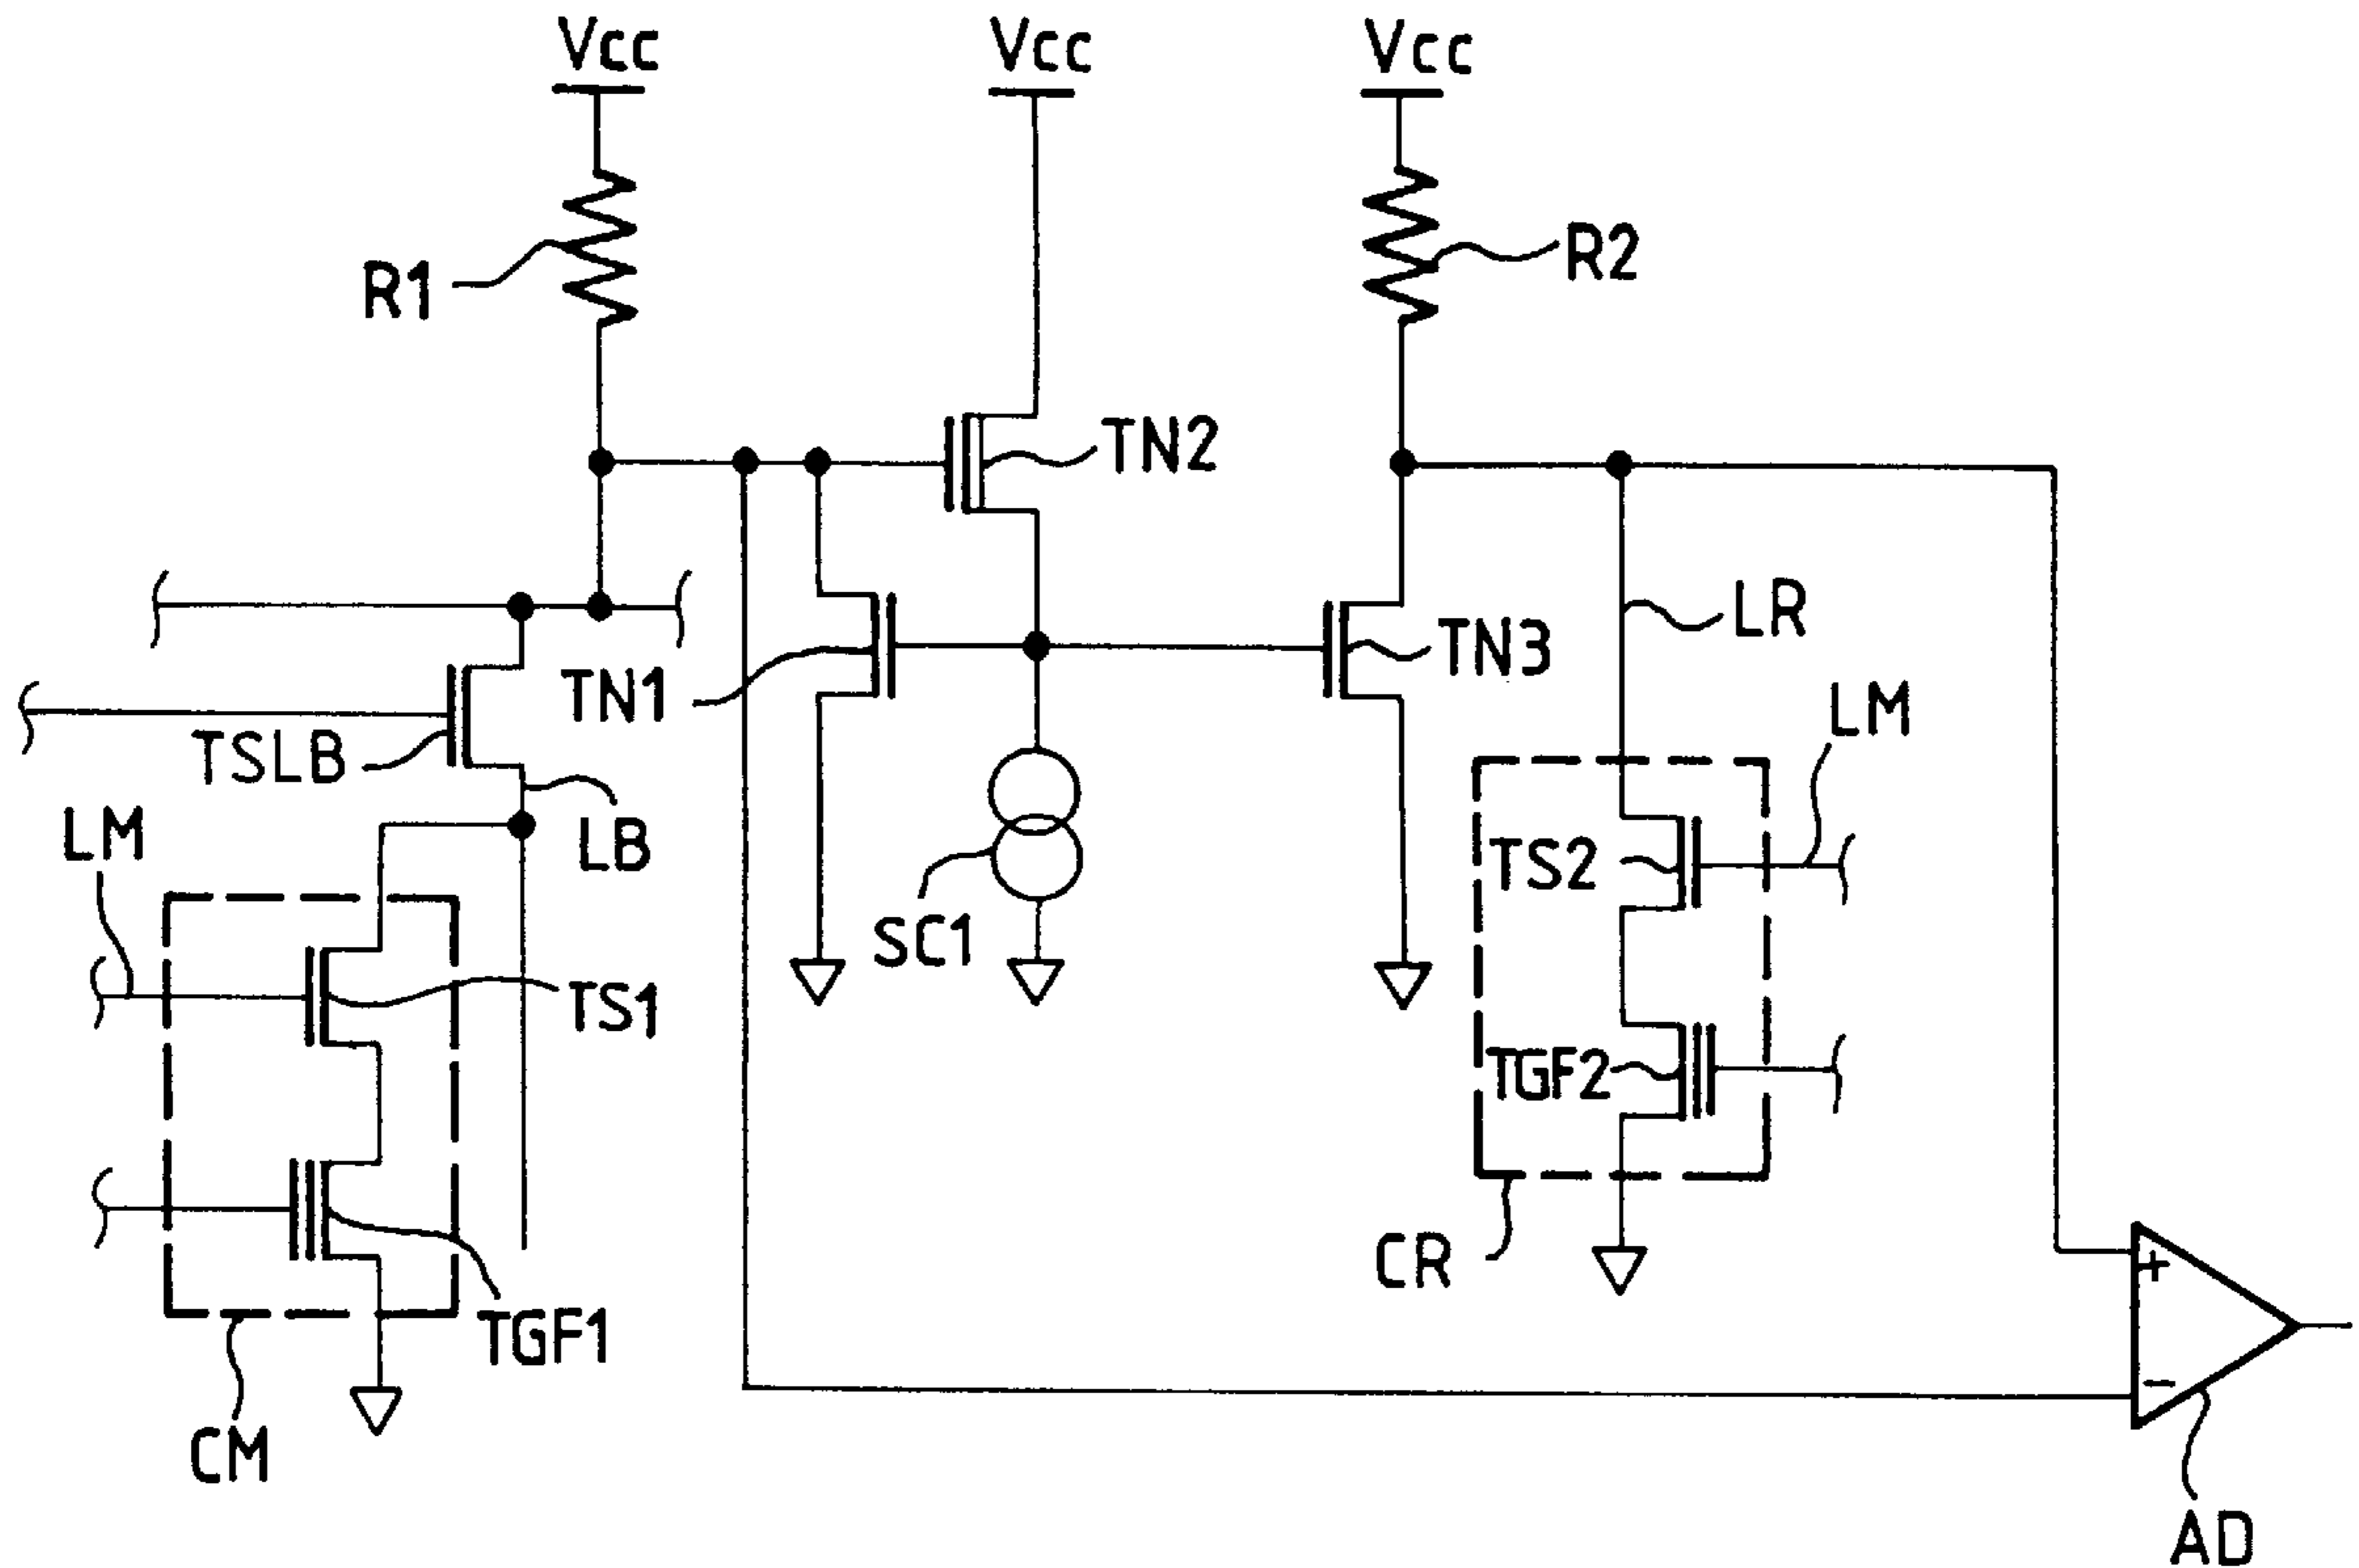 Vcc
Vcc
Vcc
R1
R2
TN2
TN1
TN3
LR
TSLB
LM
LM
LB
TS2
SC1
TS1
TGF2
CR
+
TGF1
−
CM
AD